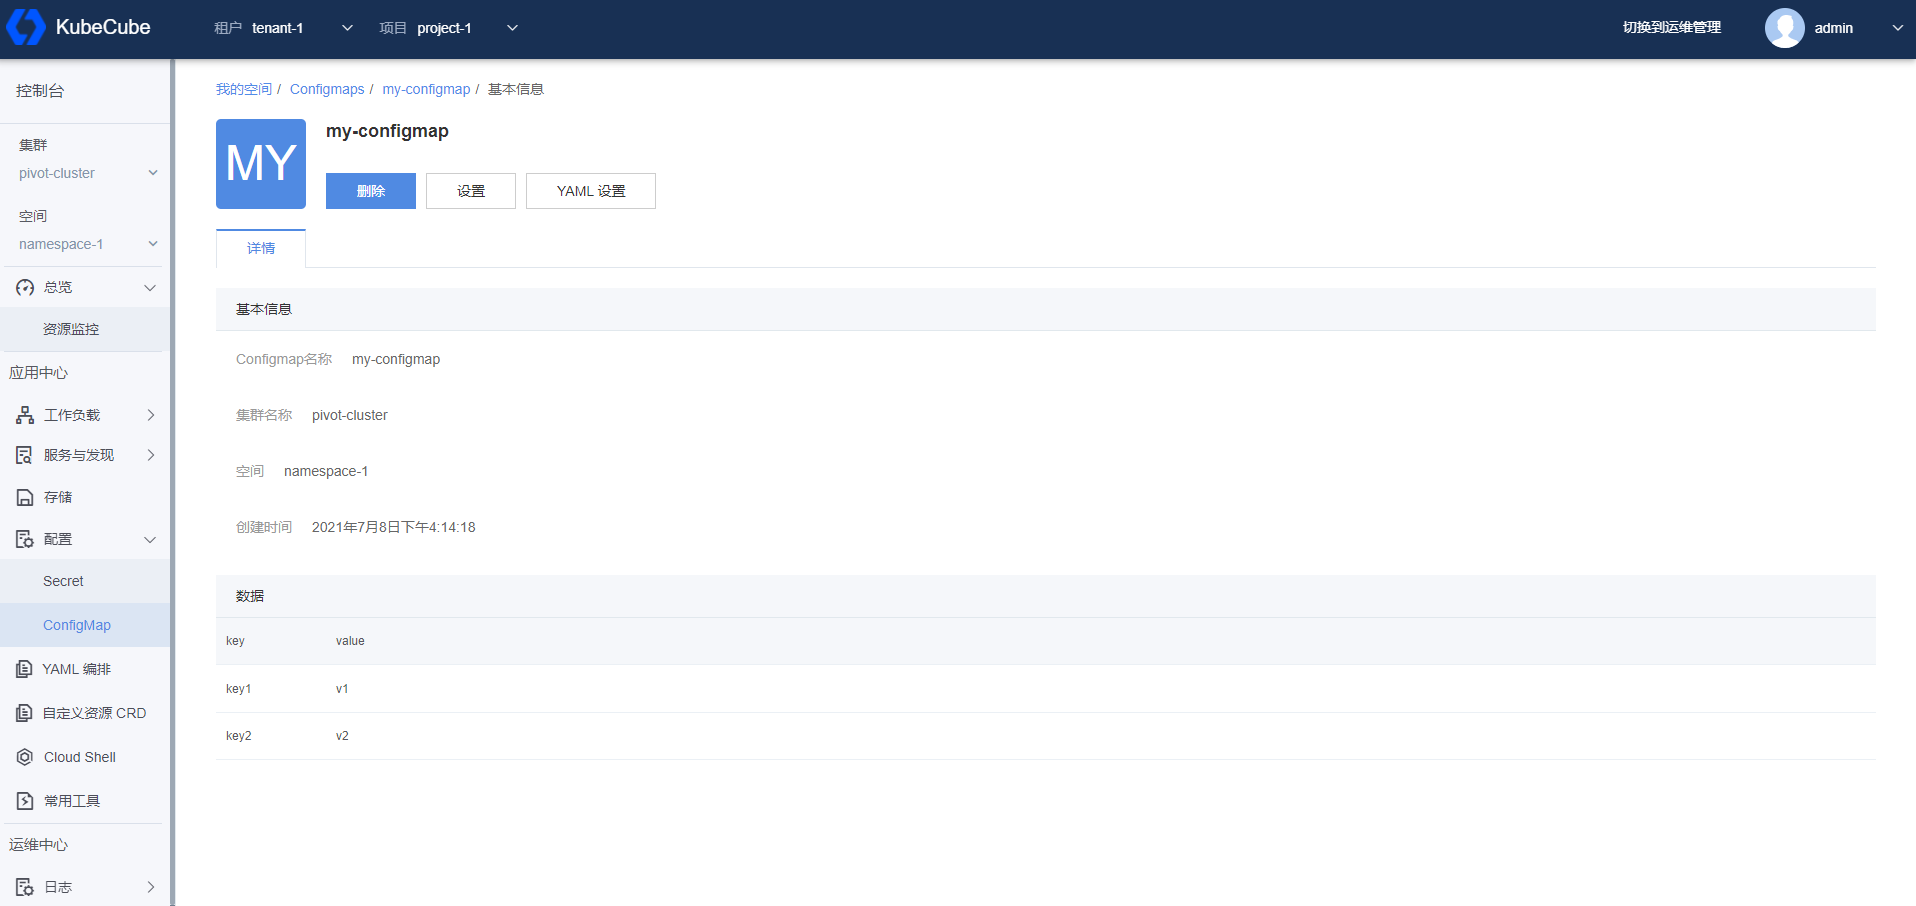 KubeCube 租户 tenant-1 项目 project-1 切换到运维管理 admin
控制台
集群
pivot-cluster
空间
namespace-1
总览
资源监控
应用中心
工作负载
服务与发现
存储
配置
Secret
ConfigMap
YAML 编排
自定义资源 CRD
Cloud Shell
常用工具
运维中心
日志
我的空间 / Configmaps / my-configmap / 基本信息
MY
my-configmap
删除 设置 YAML 设置
详情
基本信息
Configmap名称 my-configmap
集群名称 pivot-cluster
空间 namespace-1
创建时间 2021年7月8日下午4:14:18
数据
key value
key1 v1
key2 v2